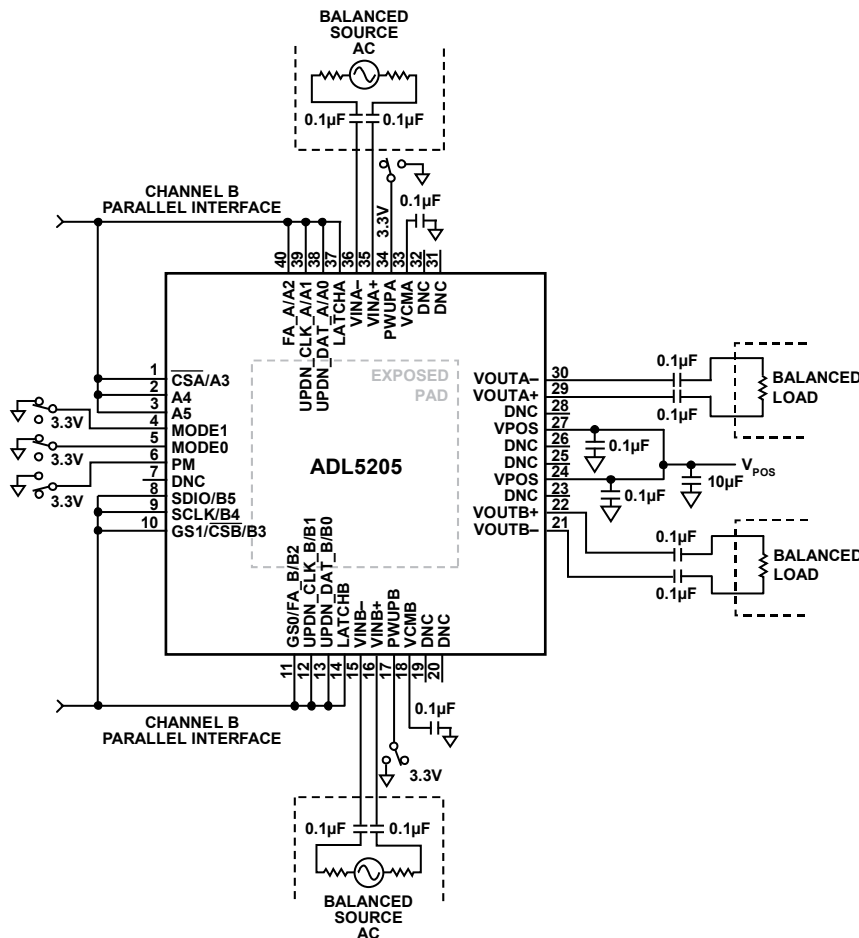 BALANCED
SOURCE
AC
0.1µF
0.1µF
CHANNEL B
PARALLEL INTERFACE
3.3V
0.1µF
40
39
38
37
36
35
34
33
32
31
FA_A/A2
UPDN_CLK_A/A1
UPDN_DAT_A/A0
LATCHA
VINA–
VINA+
PWUPA
VCMA
DNC
DNC
1
CSA/A3
2
A4
3
A5
4
MODE1
5
MODE0
6
PM
7
DNC
8
SDIO/B5
9
SCLK/B4
10
GS1/CSB/B3
3.3V
3.3V
3.3V
EXPOSED
PAD
ADL5205
VOUTA–
30
VOUTA+
29
DNC
28
VPOS
27
DNC
26
DNC
25
VPOS
24
DNC
23
VOUTB+
22
VOUTB–
21
0.1µF
0.1µF
BALANCED
LOAD
0.1µF
0.1µF
10µF
VPOS
0.1µF
0.1µF
BALANCED
LOAD
GS0/FA_B/B2
UPDN_CLK_B/B1
UPDN_DAT_B/B0
LATCHB
VINB–
VINB+
PWUPB
VCMB
DNC
DNC
11
12
13
14
15
16
17
18
19
20
CHANNEL B
PARALLEL INTERFACE
0.1µF
3.3V
0.1µF
0.1µF
BALANCED
SOURCE
AC